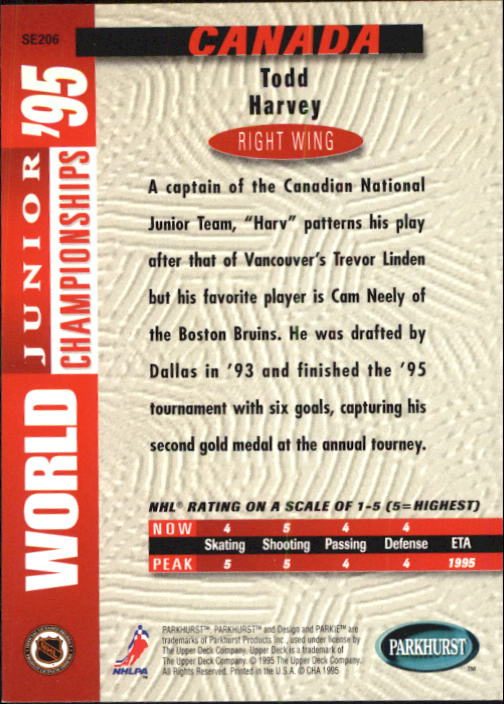 SE206
CANADA
Todd
Harvey
RIGHT WING
WORLD
JUNIOR '95
CHAMPIONSHIPS
A captain of the Canadian National
Junior Team, “Harv” patterns his play
after that of Vancouver's Trevor Linden
but his favorite player is Cam Neely of
the Boston Bruins. He was drafted by
Dallas in '93 and finished the '95
tournament with six goals, capturing his
second gold medal at the annual tourney.
NHL® RATING ON A SCALE OF 1-5 (5=HIGHEST)
NOW 4 5 4 4
Skating Shooting Passing Defense ETA
PEAK 5 5 4 4 1995
NHL
NHLPA
PARKHURST™, PARKHURST™ and Design and PARKIE™ are
trademarks of Parkhurst Products Inc., used under license by
The Upper Deck Company. Upper Deck is a trademark of
The Upper Deck Company. © 1995 The Upper Deck Company.
All Rights Reserved. Printed in the U.S.A. © CHA 1995
PARKHURST™